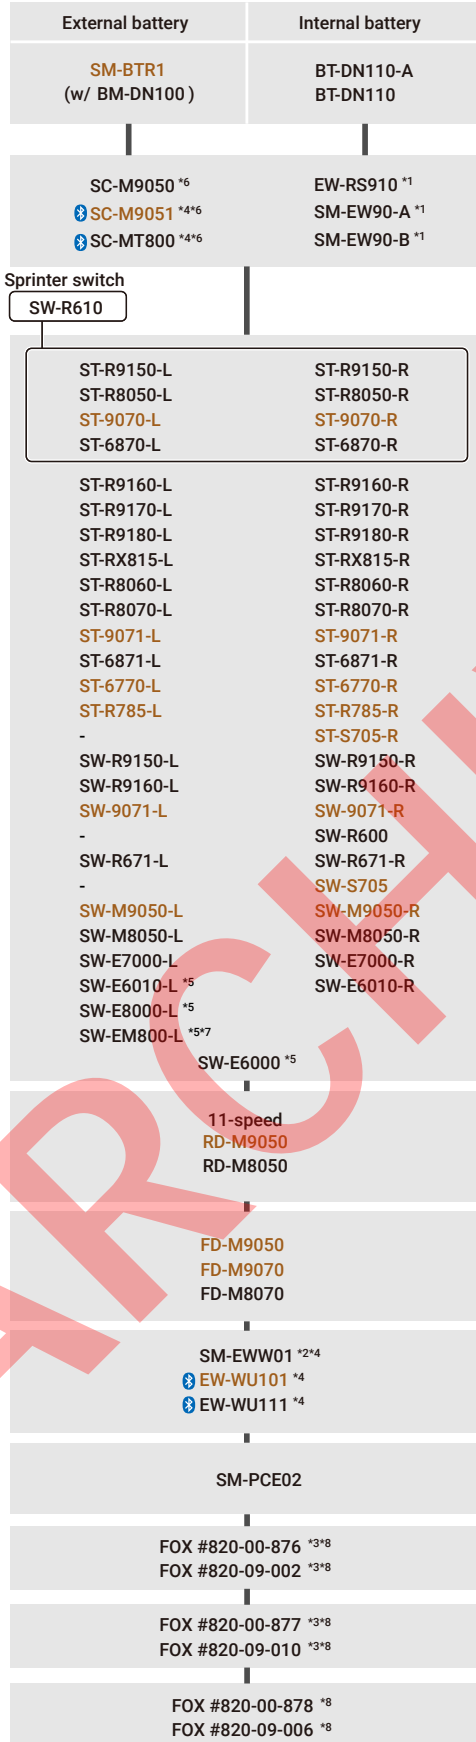 External battery Internal battery
SM-BTR1 BT-DN110-A
(w/ BM-DN100 ) BT-DN110
SC-M9050 *6 EW-RS910 *1
SC-M9051 *4*6 SM-EW90-A *1
SC-MT800 *4*6 SM-EW90-B *1
Sprinter switch
SW-R610
ST-R9150-L ST-R9150-R
ST-R8050-L ST-R8050-R
ST-9070-L ST-9070-R
ST-6870-L ST-6870-R
ST-R9160-L ST-R9160-R
ST-R9170-L ST-R9170-R
ST-R9180-L ST-R9180-R
ST-RX815-L ST-RX815-R
ST-R8060-L ST-R8060-R
ST-R8070-L ST-R8070-R
ST-9071-L ST-9071-R
ST-6871-L ST-6871-R
ST-6770-L ST-6770-R
ST-R785-L ST-R785-R
- ST-S705-R
SW-R9150-L SW-R9150-R
SW-R9160-L SW-R9160-R
SW-9071-L SW-9071-R
- SW-R600
SW-R671-L SW-R671-R
- SW-S705
SW-M9050-L SW-M9050-R
SW-M8050-L SW-M8050-R
SW-E7000-L SW-E7000-R
SW-E6010-L *5 SW-E6010-R
SW-E8000-L *5
SW-EM800-L *5*7
SW-E6000 *5
11-speed
RD-M9050
RD-M8050
FD-M9050
FD-M9070
FD-M8070
SM-EWW01 *2*4
EW-WU101 *4
EW-WU111 *4
SM-PCE02
FOX #820-00-876 *3*8
FOX #820-09-002 *3*8
FOX #820-00-877 *3*8
FOX #820-09-010 *3*8
FOX #820-00-878 *8
FOX #820-09-006 *8